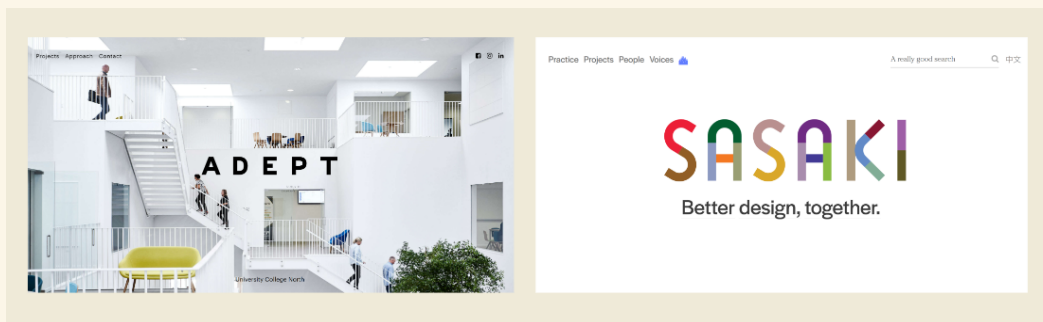 Projects Approach Contact
ADEPT
University College North
Practice Projects People Voices
A really good search
中文
SASAKI
Better design, together.